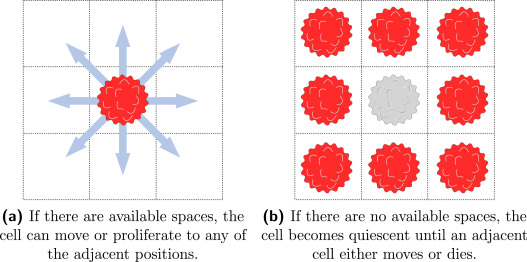 (a) If there are available spaces, the
cell can move or proliferate to any of
the adjacent positions.
(b) If there are no available spaces, the
cell becomes quiescent until an adjacent
cell either moves or dies.